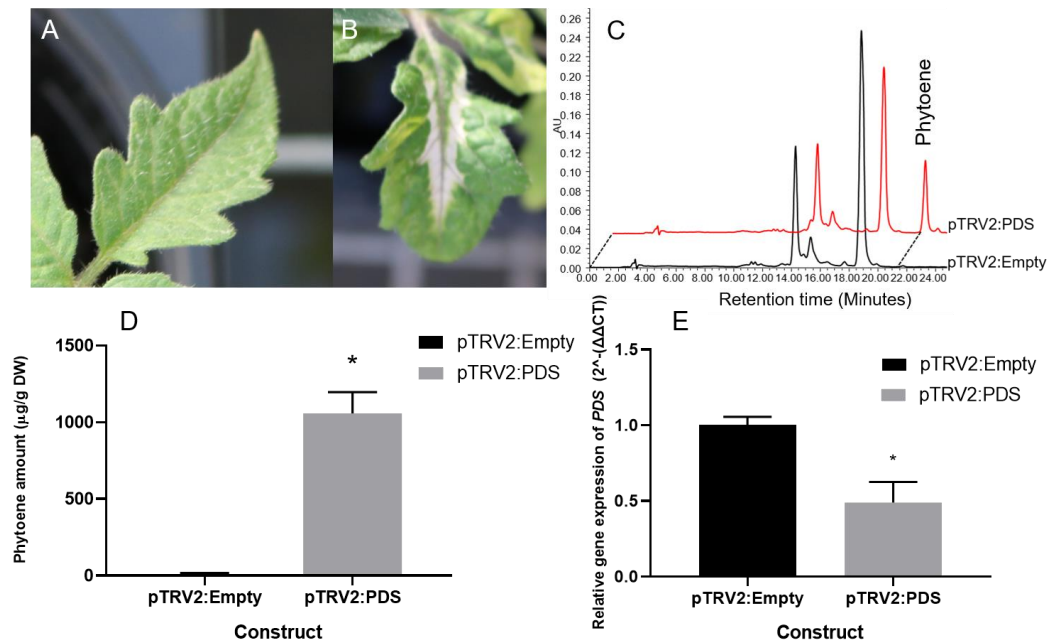 A
B
C
0.26
0.24
0.22
0.20
0.18
0.16
0.14
0.12
0.10
0.08
0.06
0.04
0.02
0.00
AU
Phytoene
pTRV2:PDS
pTRV2:Empty
0.00 2.00 4.00 6.00 8.00 10.00 12.00 14.00 16.00 18.00 20.00 22.00 24.00
Retention time (Minutes)
D
pTRV2:Empty
pTRV2:PDS
Phytoene amount (µg/g DW)
1500
1000
500
0
*
pTRV2:Empty pTRV2:PDS
Construct
E
pTRV2:Empty
pTRV2:PDS
Relative gene expression of PDS (2^-(ΔΔCT))
1.5
1.0
0.5
0.0
*
pTRV2:Empty pTRV2:PDS
Construct